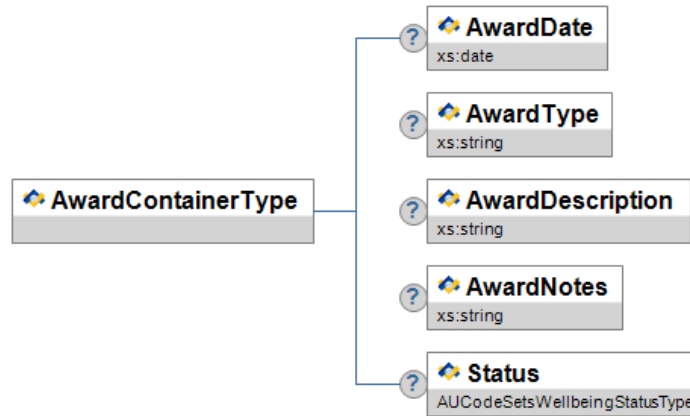 ?
AwardDate
xs:date
?
AwardType
xs:string
AwardContainerType
?
AwardDescription
xs:string
?
AwardNotes
xs:string
?
Status
AUCodeSetsWellbeingStatusType